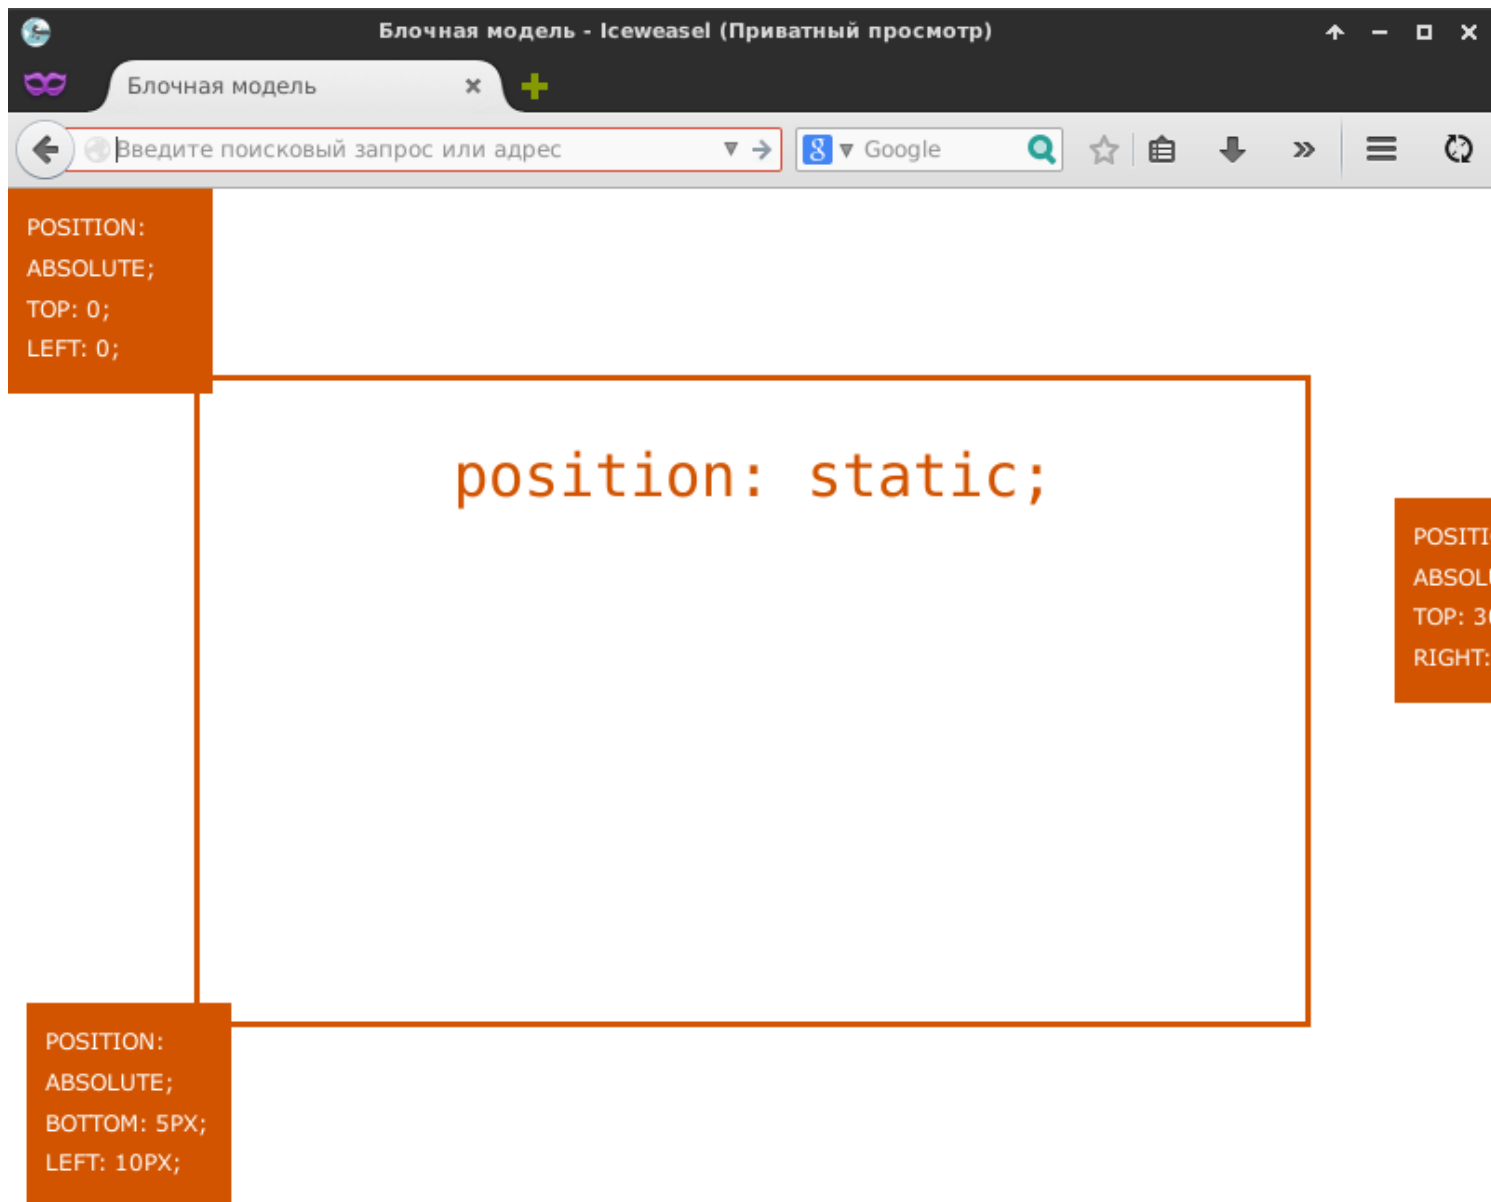 Блочная модель - Iceweasel (Приватный просмотр)
Блочная модель
Введите поисковый запрос или адрес
8 Google
POSITION:
ABSOLUTE;
TOP: 0;
LEFT: 0;
position: static;
POSITI
ABSOL
TOP: 3
RIGHT:
POSITION:
ABSOLUTE;
BOTTOM: 5PX;
LEFT: 10PX;